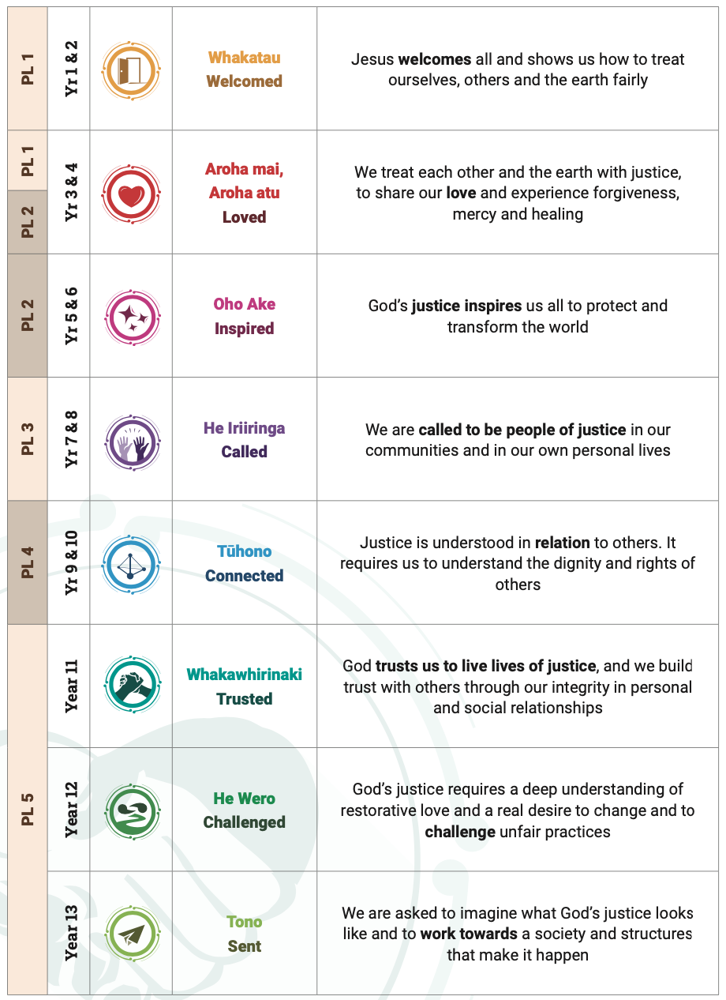 PL 1
Yr 1 & 2
Whakatau
Welcomed
Jesus welcomes all and shows us how to treat
ourselves, others and the earth fairly
PL 1
PL 2
Yr 3 & 4
Aroha mai,
Aroha atu
Loved
We treat each other and the earth with justice,
to share our love and experience forgiveness,
mercy and healing
PL 2
Yr 5 & 6
Oho Ake
Inspired
God’s justice inspires us all to protect and
transform the world
PL 3
Yr 7 & 8
He Iriiringa
Called
We are called to be people of justice in our
communities and in our own personal lives
PL 4
Yr 9 & 10
Tūhono
Connected
Justice is understood in relation to others. It
requires us to understand the dignity and rights of
others
PL 5
Year 11
Whakawhirinaki
Trusted
God trusts us to live lives of justice, and we build
trust with others through our integrity in personal
and social relationships
Year 12
He Wero
Challenged
God’s justice requires a deep understanding of
restorative love and a real desire to change and to
challenge unfair practices
Year 13
Tono
Sent
We are asked to imagine what God’s justice looks
like and to work towards a society and structures
that make it happen